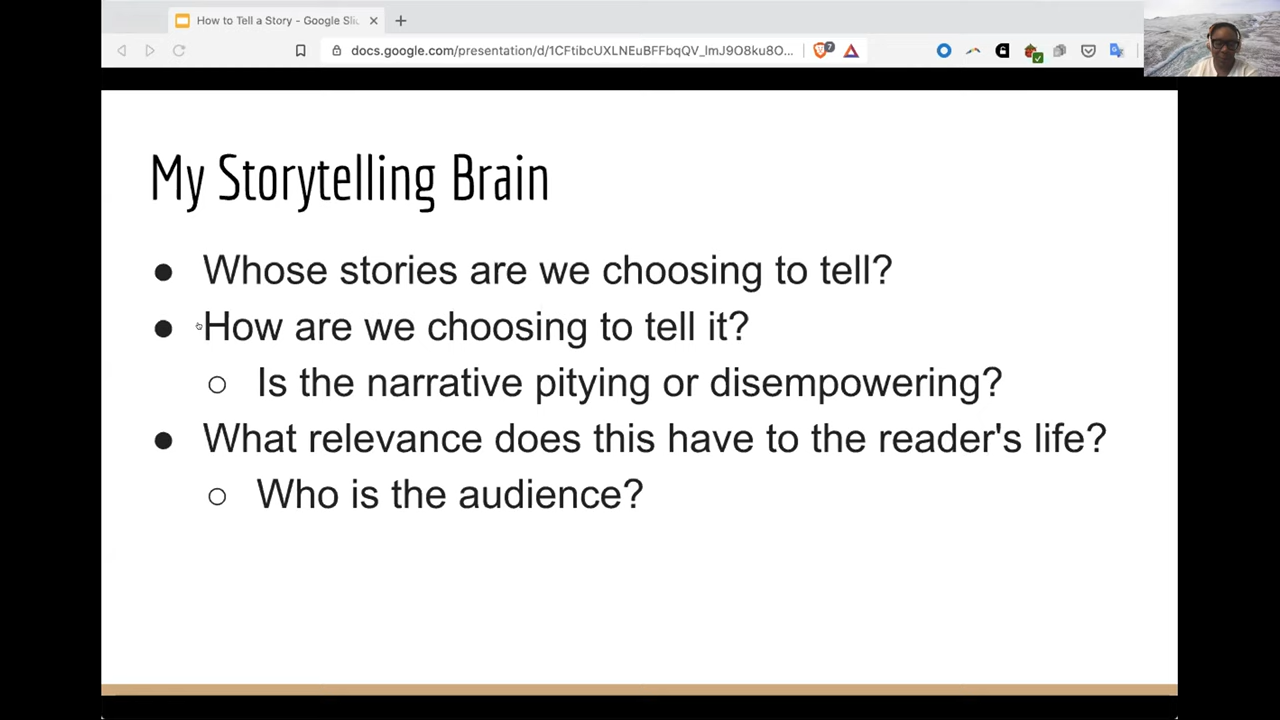 How to Tell a Story - Google Slic
docs.google.com/presentation/d/1CFtibcUXLNEuBFFbqQV_lmJ9O8ku8O...
7
My Storytelling Brain
● Whose stories are we choosing to tell?
● How are we choosing to tell it?
○ Is the narrative pitying or disempowering?
● What relevance does this have to the reader's life?
○ Who is the audience?